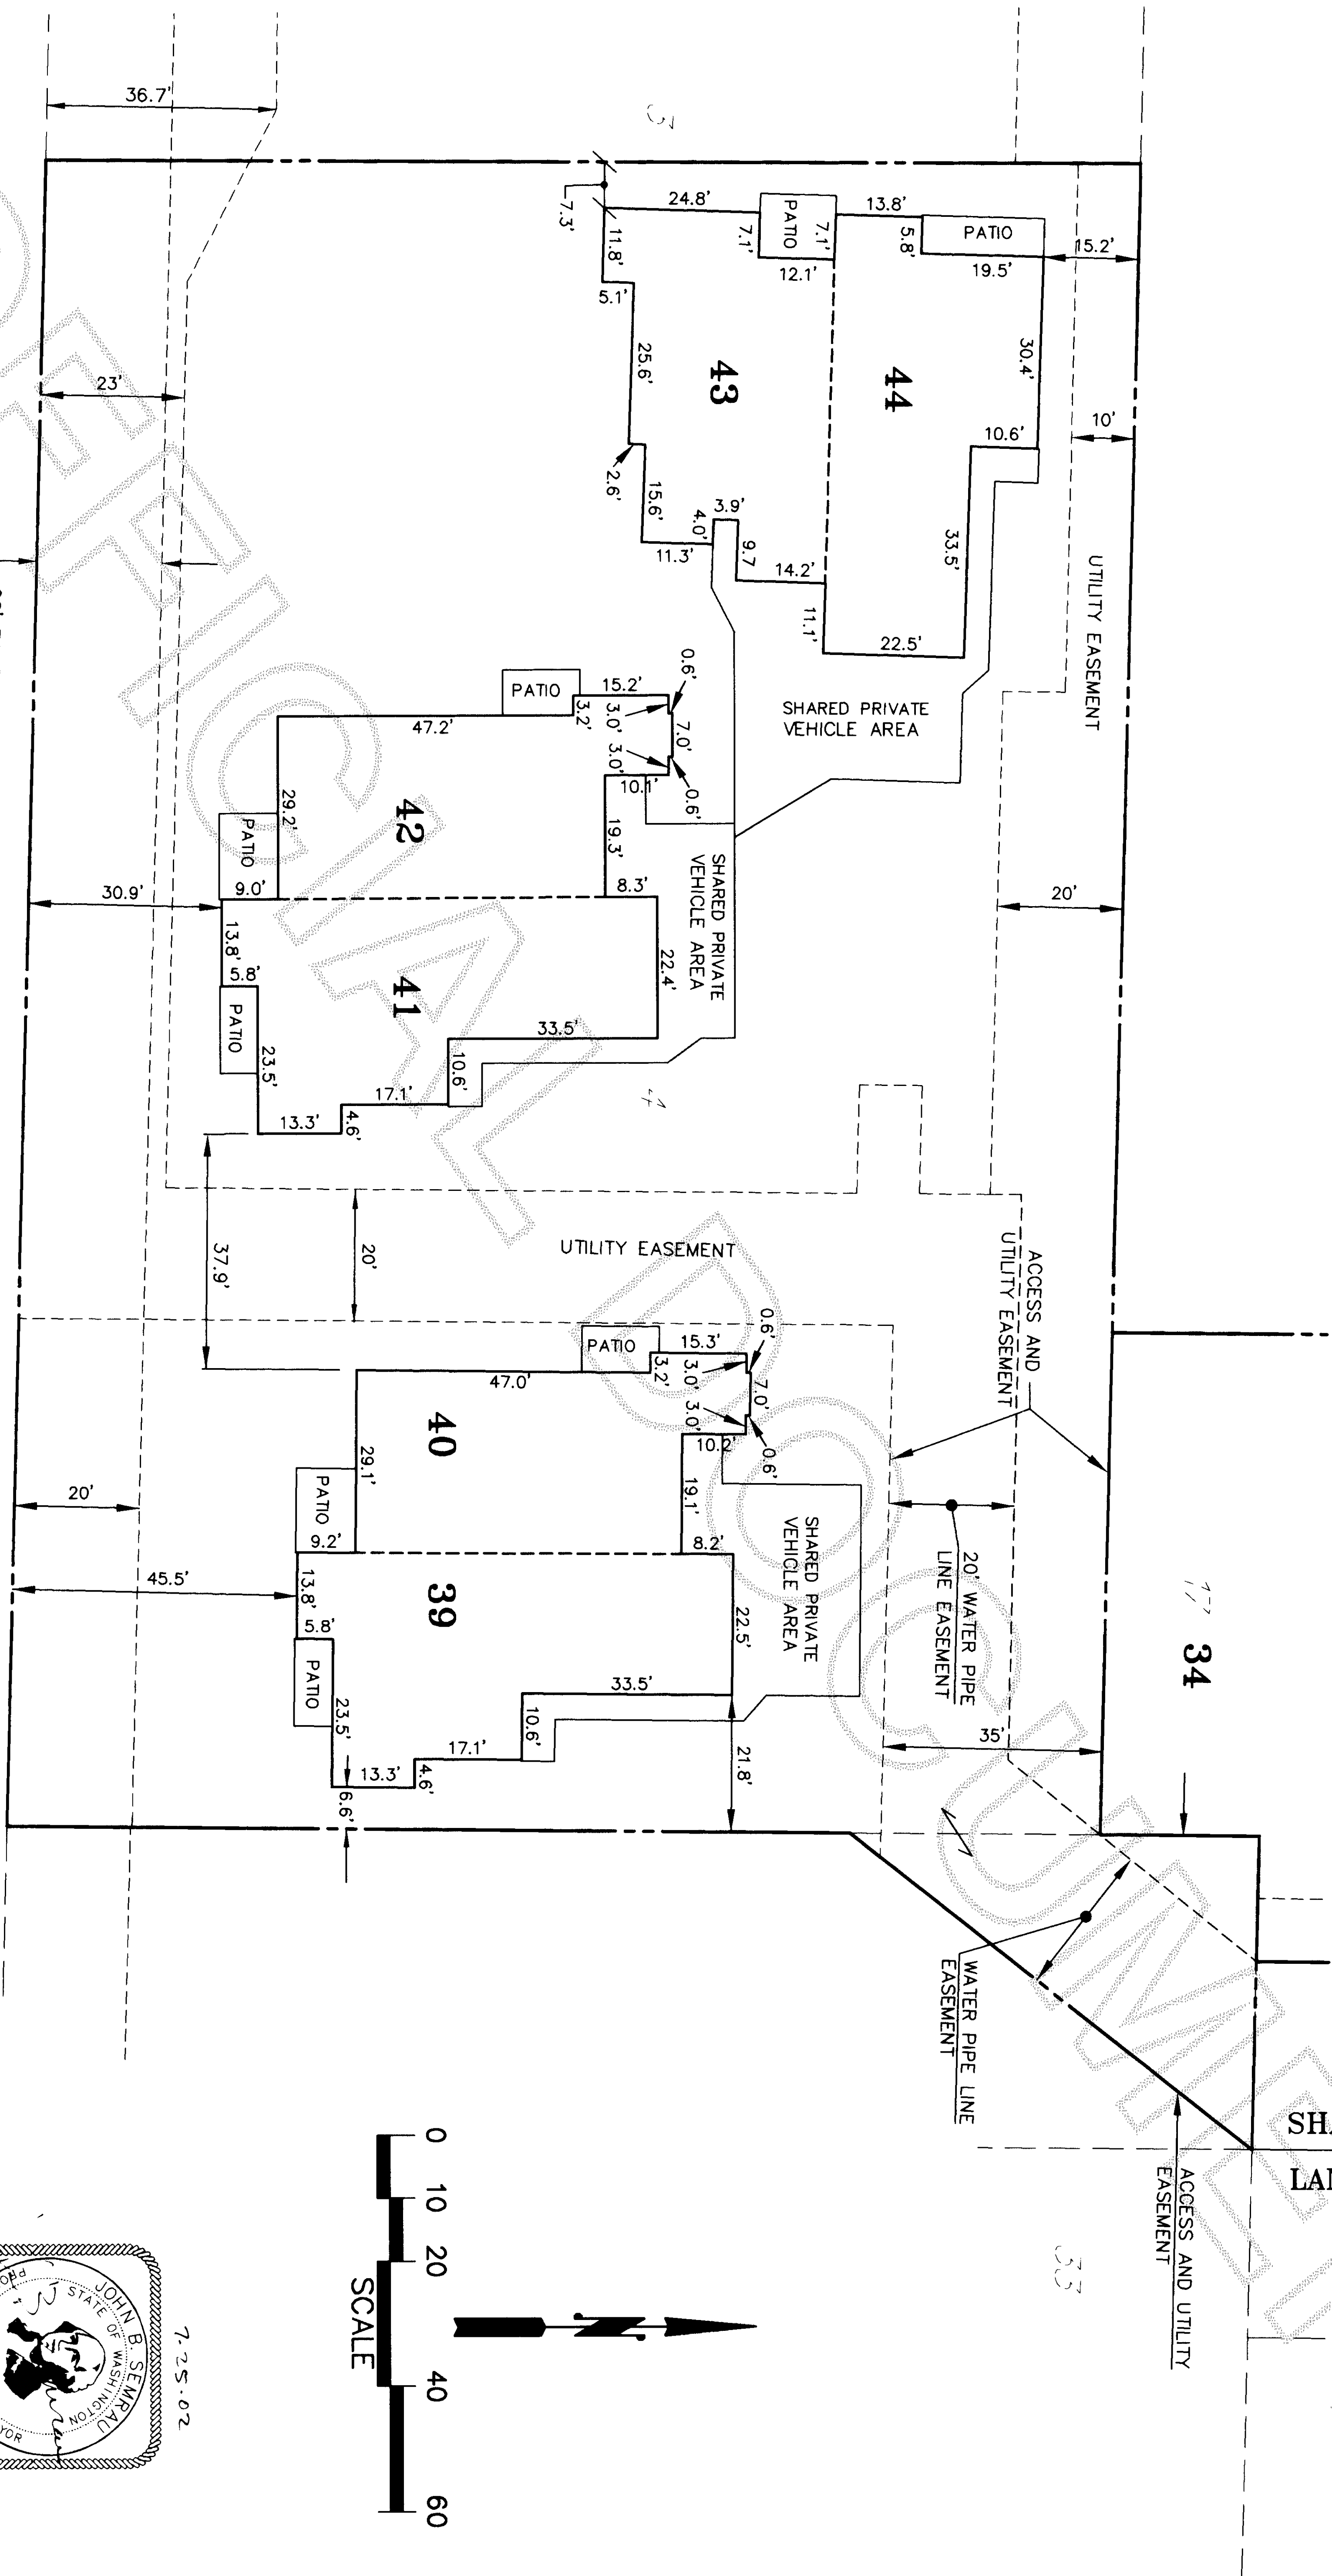 36.7'
3
7.3'
24.8'
PATIO
7.1'
7.1'
12.1'
13.8'
5.8'
PATIO
19.5'
15.2'
11.8'
5.1'
25.6'
43
44
30.4'
23'
10'
10.6'
2.6'
15.6'
4.0'
3.9'
11.3'
9.7
14.2'
33.5'
11.1'
22.5'
UTILITY EASEMENT
SHARED PRIVATE
VEHICLE AREA
PATIO
15.2'
3.2'
0.6'
3.0'
7.0'
3.0'
0.6'
10.1'
47.2'
29.2'
42
19.3'
PATIO
9.0'
8.3'
SHARED PRIVATE
VEHICLE AREA
30.9'
20'
13.8'
5.8'
41
22.4'
PATIO
23.5'
33.5'
10.6'
17.1'
4.6'
13.3'
4
37.9'
20'
UTILITY EASEMENT
ACCESS AND
UTILITY EASEMENT
PATIO
15.3'
3.2'
0.6'
3.0'
7.0'
3.0'
0.6'
10.2'
47.0'
40
29.1'
19.1'
PATIO
9.2'
8.2'
SHARED PRIVATE
VEHICLE AREA
20' WATER PIPE
LINE EASEMENT
20'
45.5'
13.8'
5.8'
39
22.5'
17
34
PATIO
23.5'
33.5'
10.6'
17.1'
4.6'
13.3'
6.6'
21.8'
35'
WATER PIPE LINE
EASEMENT
ACCESS AND UTILITY
EASEMENT
SH
LA
33
0 10 20 40 60
SCALE
N
7-25-02
JOHN B. SEMRAU
STATE OF WASHINGTON
UNOFFICIAL DOCUMENT